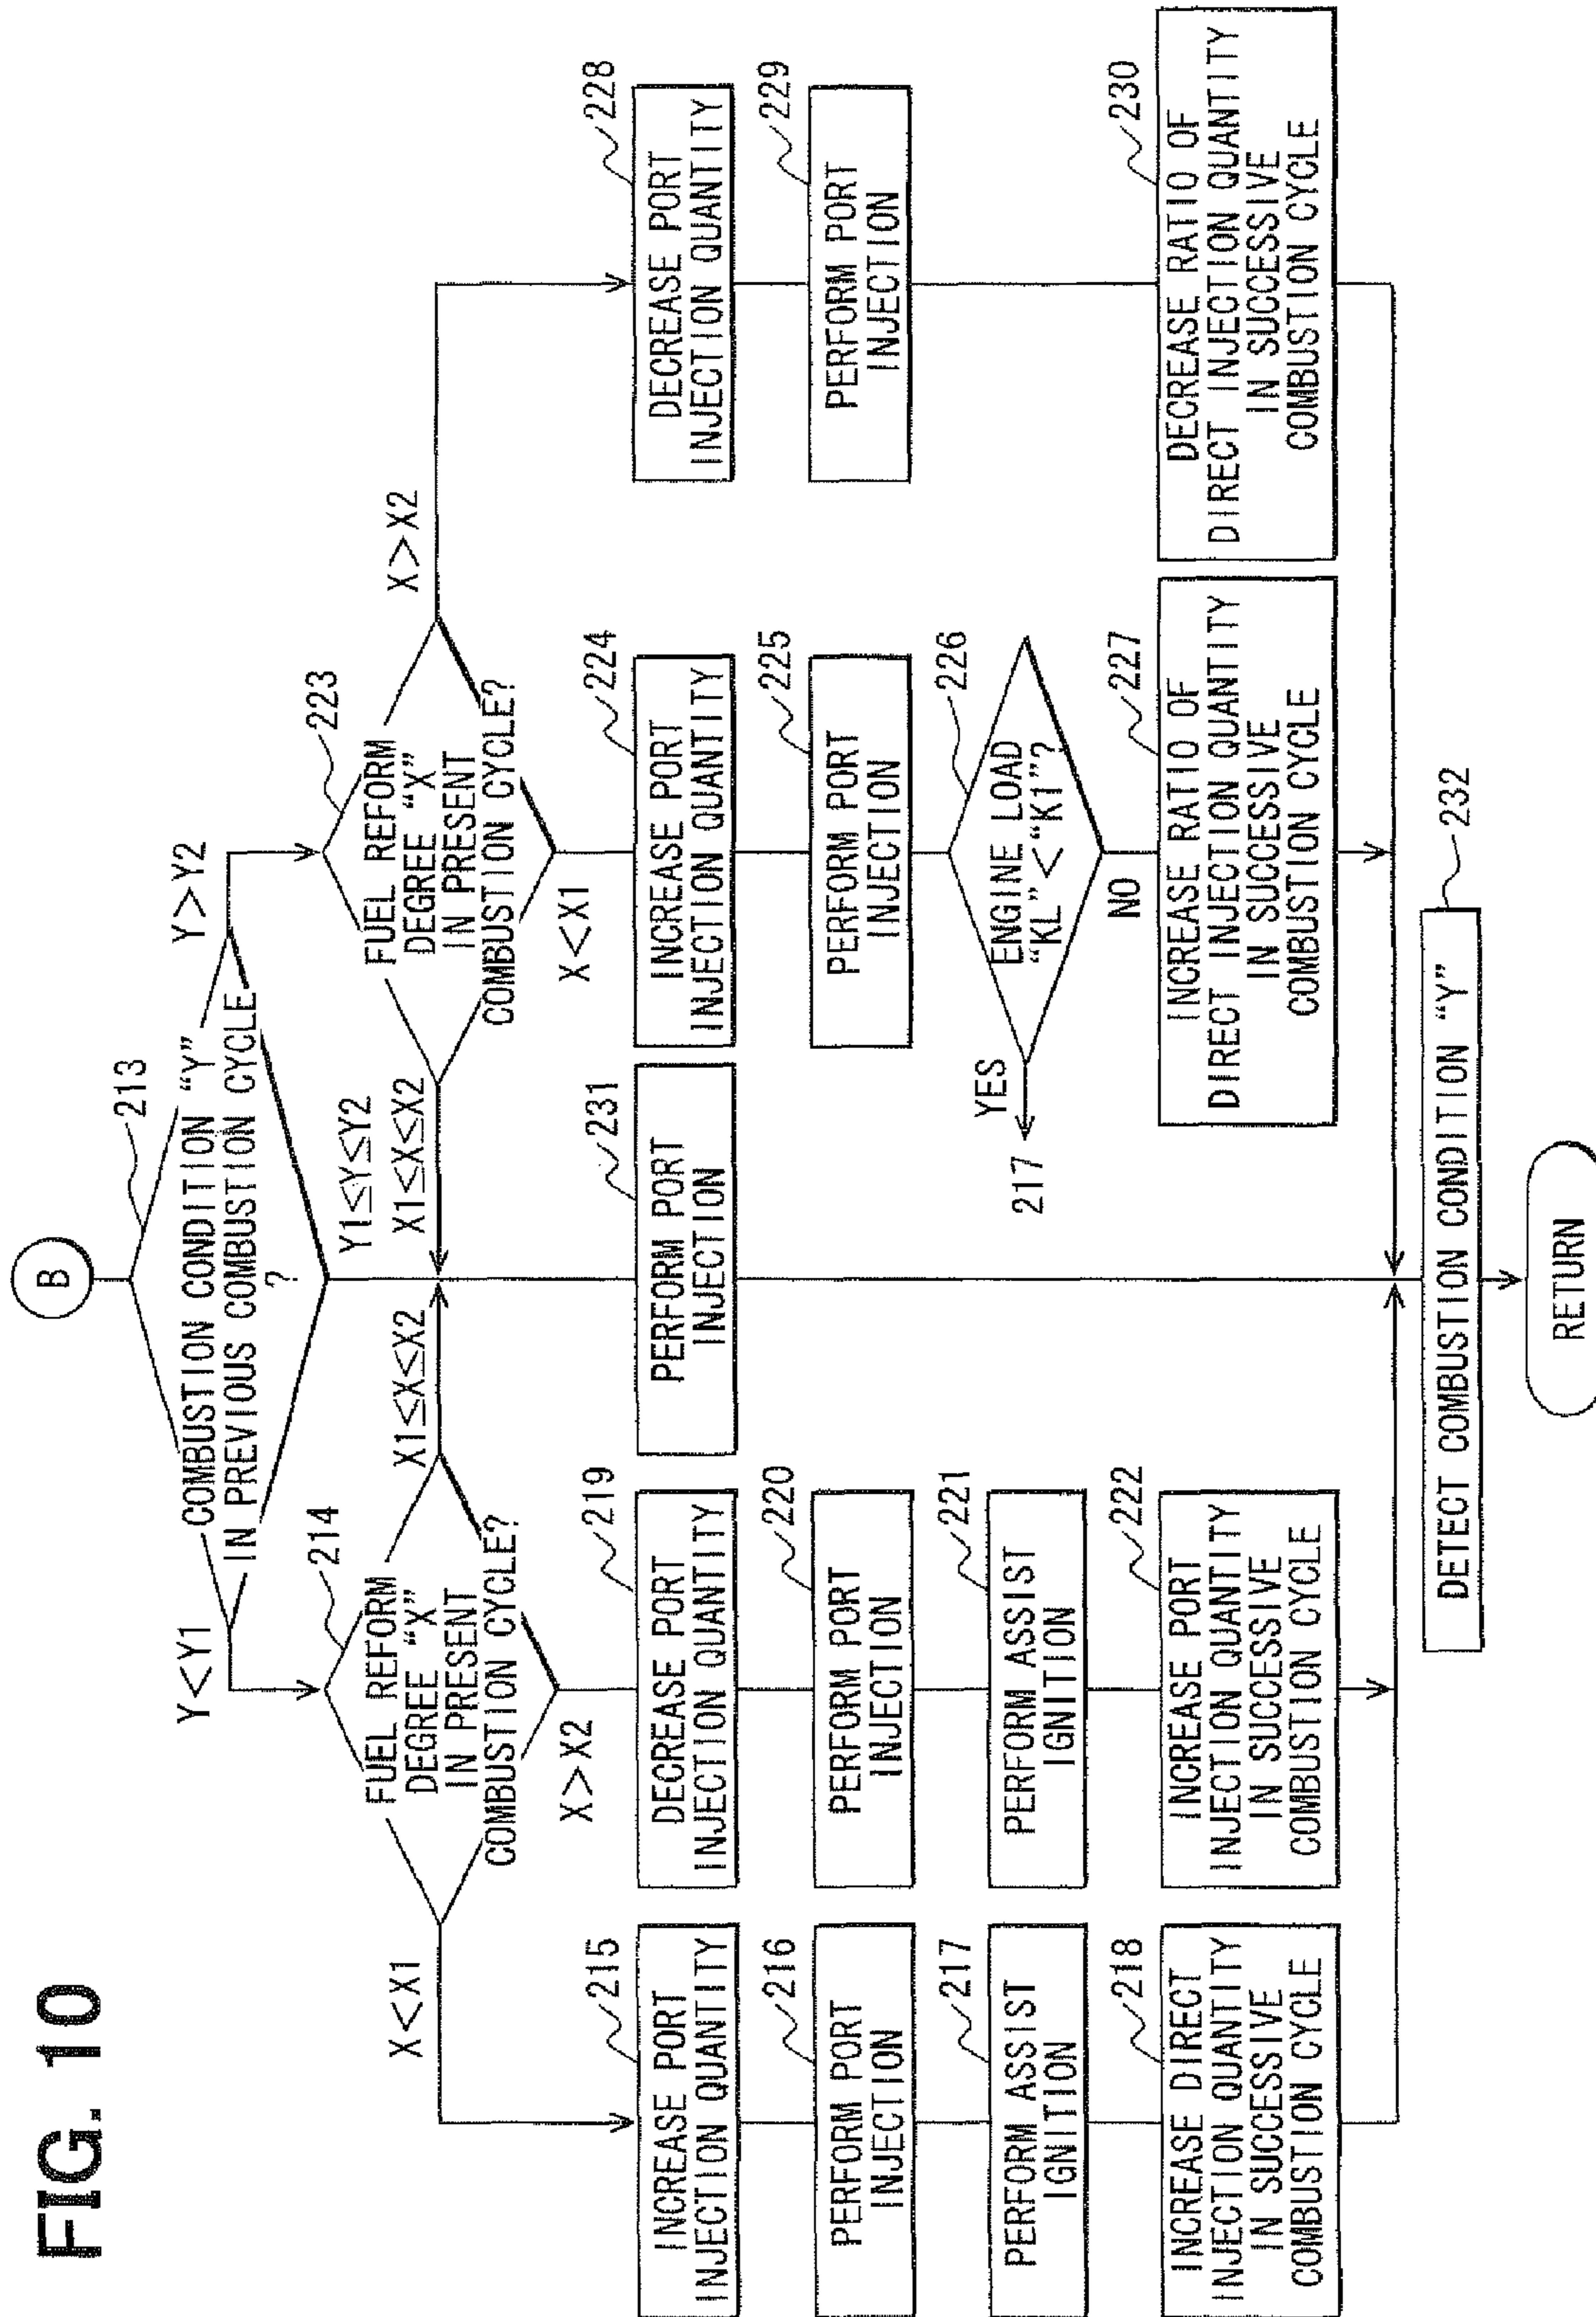 FIG. 10
B
213
COMBUSTION CONDITION "Y"
IN PREVIOUS COMBUSTION CYCLE
?
Y<Y1
Y>Y2
Y1≤Y≤Y2
214
FUEL REFORM
DEGREE "X"
IN PRESENT
COMBUSTION CYCLE?
X<X1
X1≤X≤X2
X>X2
215
INCREASE PORT
INJECTION QUANTITY
216
PERFORM PORT
INJECTION
217
PERFORM ASSIST
IGNITION
218
INCREASE DIRECT
INJECTION QUANTITY
IN SUCCESSIVE
COMBUSTION CYCLE
219
DECREASE PORT
INJECTION QUANTITY
220
PERFORM PORT
INJECTION
221
PERFORM ASSIST
IGNITION
222
INCREASE PORT
INJECTION QUANTITY
IN SUCCESSIVE
COMBUSTION CYCLE
231
PERFORM PORT
INJECTION
223
FUEL REFORM
DEGREE "X"
IN PRESENT
COMBUSTION CYCLE?
X1≤X≤X2
X<X1
X>X2
224
INCREASE PORT
INJECTION QUANTITY
225
PERFORM PORT
INJECTION
226
ENGINE LOAD
"KL"<"K1"?
YES
217
NO
227
INCREASE RATIO OF
DIRECT INJECTION QUANTITY
IN SUCCESSIVE
COMBUSTION CYCLE
228
DECREASE PORT
INJECTION QUANTITY
229
PERFORM PORT
INJECTION
230
DECREASE RATIO OF
DIRECT INJECTION QUANTITY
IN SUCCESSIVE
COMBUSTION CYCLE
232
DETECT COMBUSTION CONDITION "Y"
RETURN